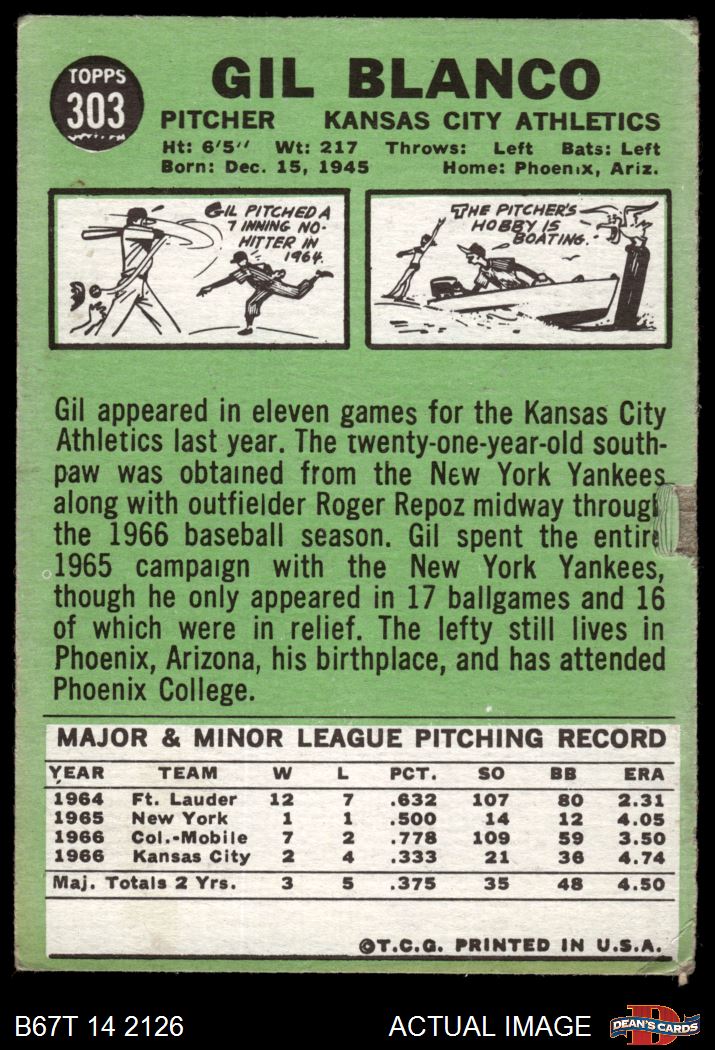 TOPPS
303
GIL BLANCO
PITCHER KANSAS CITY ATHLETICS
Ht: 6'5'' Wt: 217 Throws: Left Bats: Left
Born: Dec. 15, 1945 Home: Phoenix, Ariz.
GIL PITCHED A
7 INNING NO-
HITTER IN
1964.
THE PITCHER'S
HOBBY IS
BOATING.
Gil appeared in eleven games for the Kansas City
Athletics last year. The twenty-one-year-old south-
paw was obtained from the New York Yankees
along with outfielder Roger Repoz midway through
the 1966 baseball season. Gil spent the entire
1965 campaign with the New York Yankees,
though he only appeared in 17 ballgames and 16
of which were in relief. The lefty still lives in
Phoenix, Arizona, his birthplace, and has attended
Phoenix College.
MAJOR & MINOR LEAGUE PITCHING RECORD
YEAR TEAM W L PCT. SO BB ERA
1964 Ft. Lauder 12 7 .632 107 80 2.31
1965 New York 1 1 .500 14 12 4.05
1966 Col.-Mobile 7 2 .778 109 59 3.50
1966 Kansas City 2 4 .333 21 36 4.74
Maj. Totals 2 Yrs. 3 5 .375 35 48 4.50
©T.C.G. PRINTED IN U.S.A.
B67T 14 2126 ACTUAL IMAGE DEAN'S CARDS